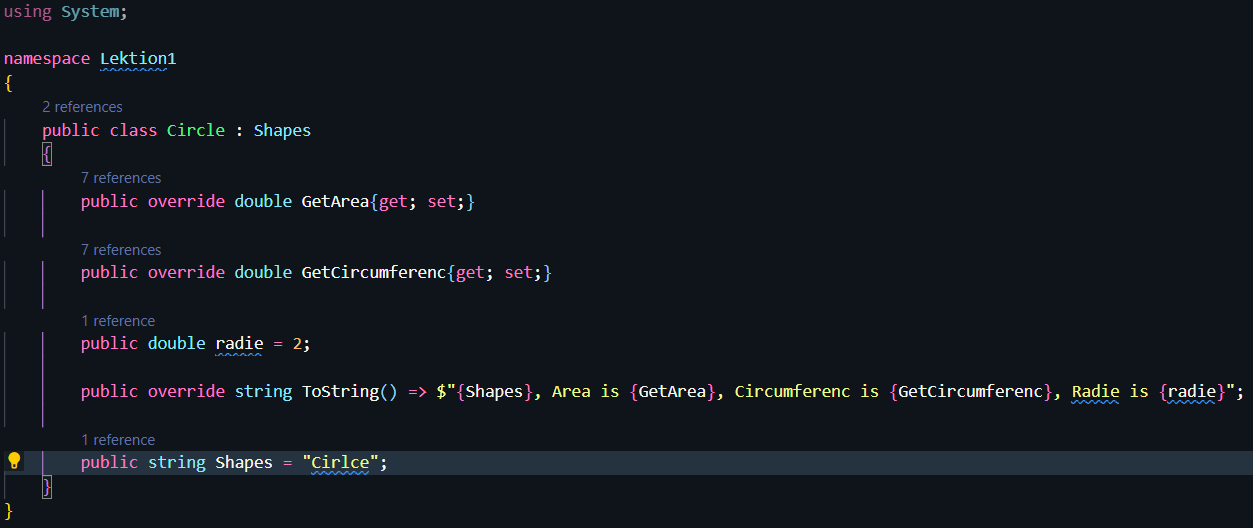 using System;
namespace Lektion1
{
2 references
public class Circle : Shapes
{
7 references
public override double GetArea{get; set;}
7 references
public override double GetCircumferenc{get; set;}
1 reference
public double radie = 2;
public override string ToString() => $"{Shapes}, Area is {GetArea}, Circumferenc is {GetCircumferenc}, Radie is {radie}";
1 reference
public string Shapes = "Cirlce";
}
}